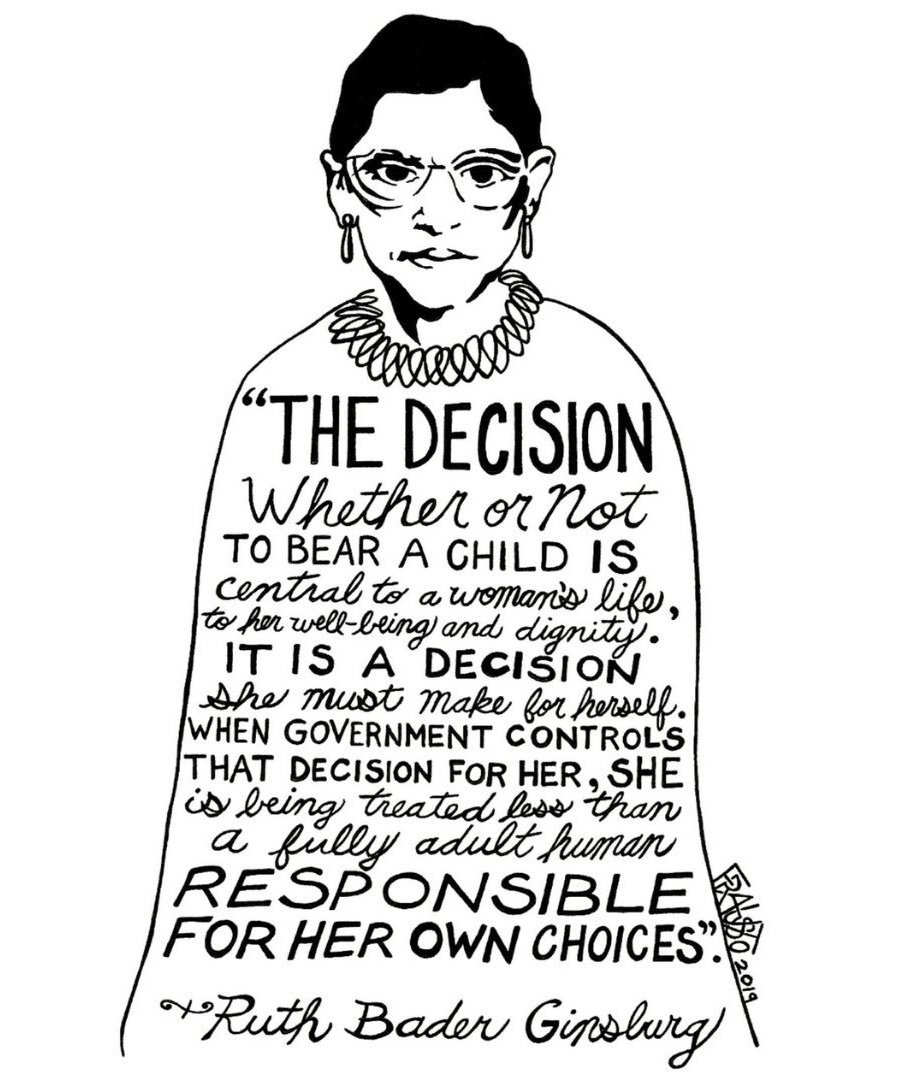 “THE DECISION
Whether or Not
TO BEAR A CHILD IS
central to a woman's life,
to her well-being and dignity.
IT IS A DECISION
she must make for herself.
WHEN GOVERNMENT CONTROLS
THAT DECISION FOR HER, SHE
is being treated less than
a fully adult human
RESPONSIBLE
FOR HER OWN CHOICES”.
Ruth Bader Ginsburg
2019